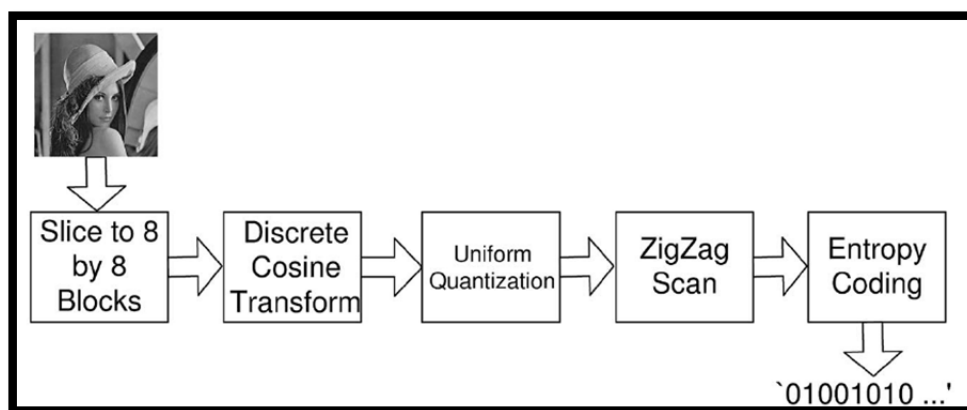 Slice to 8
by 8
Blocks
Discrete
Cosine
Transform
Uniform
Quantization
ZigZag
Scan
Entropy
Coding
`01001010 ...'